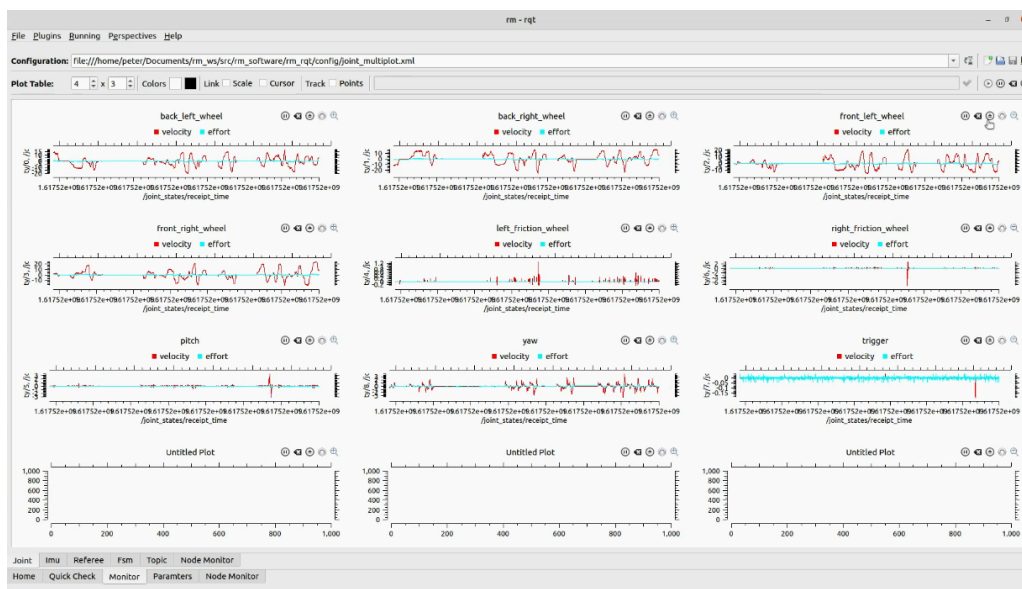 rm - rqt
File Plugins Running Perspectives Help
Configuration: file:///home/peter/Documents/rm_ws/src/rm_software/rm_rqt/config/joint_multiplot.xml
Plot Table: 4 x 3 Colors Link Scale Cursor Track Points
back_left_wheel back_right_wheel front_left_wheel
velocity effort velocity effort velocity effort
/joint_states/receipt_time /joint_states/receipt_time /joint_states/receipt_time
front_right_wheel left_friction_wheel right_friction_wheel
velocity effort velocity effort velocity effort
/joint_states/receipt_time /joint_states/receipt_time /joint_states/receipt_time
pitch yaw trigger
velocity effort velocity effort velocity effort
/joint_states/receipt_time /joint_states/receipt_time /joint_states/receipt_time
Untitled Plot Untitled Plot Untitled Plot
1,000 1,000 1,000
800 800 800
600 600 600
400 400 400
200 200 200
0 0 0
0 200 400 600 800 1,000 0 200 400 600 800 1,000 0 200 400 600 800 1,000
Joint Imu Referee Fsm Topic Node Monitor
Home Quick Check Monitor Paramters Node Monitor